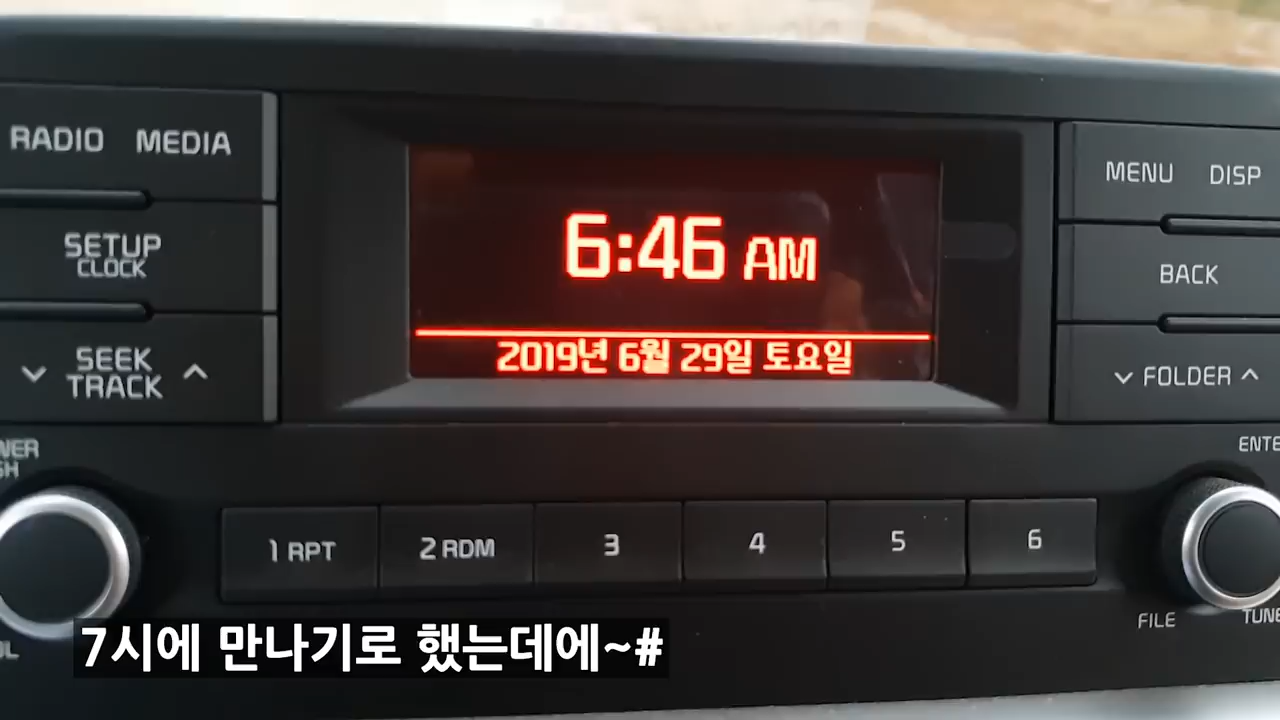 RADIO MEDIA
SETUP
CLOCK
SEEK
TRACK
6:46 AM
2019년 6월 29일 토요일
MENU DISP
BACK
FOLDER
1 RPT
2 RDM
3
4
5
6
FILE
7시에 만나기로 했는데에~#